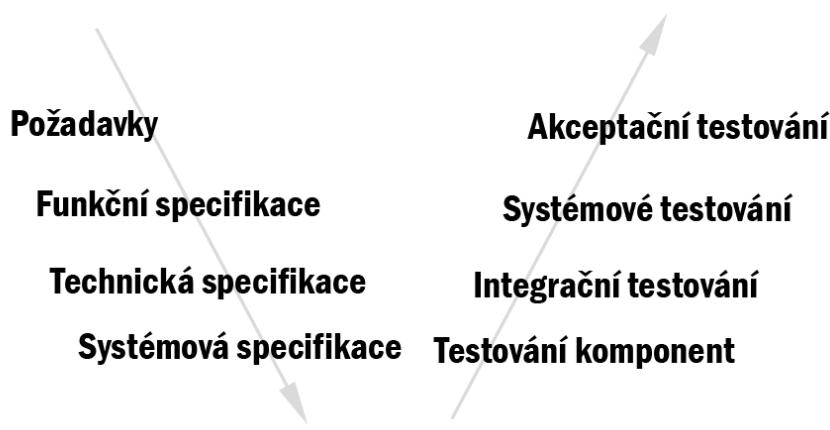 Požadavky
Akceptační testování
Funkční specifikace
Systémové testování
Technická specifikace
Integrační testování
Systémová specifikace
Testování komponent